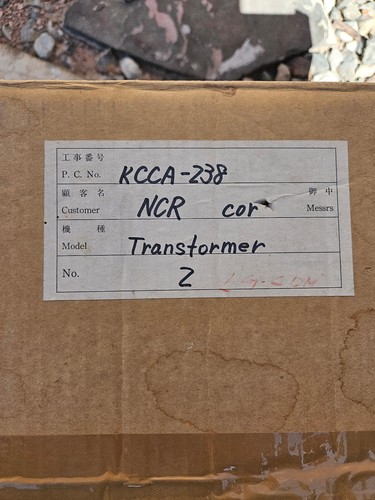 工事番号
P. C. No. KCCA-238
顧客名 御中
Customer NCR cor Messrs
機種
Model Transformer
No. 2